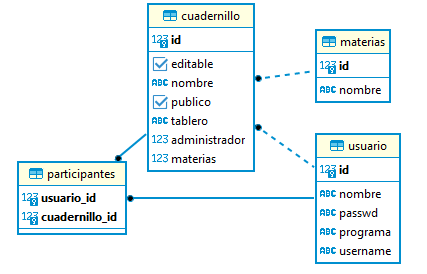 cuadernillo
123 id
editable
ABC nombre
publico
ABC tablero
123 administrador
123 materias
materias
123 id
ABC nombre
usuario
123 id
ABC nombre
ABC passwd
ABC programa
ABC username
participantes
123 usuario_id
123 cuadernillo_id